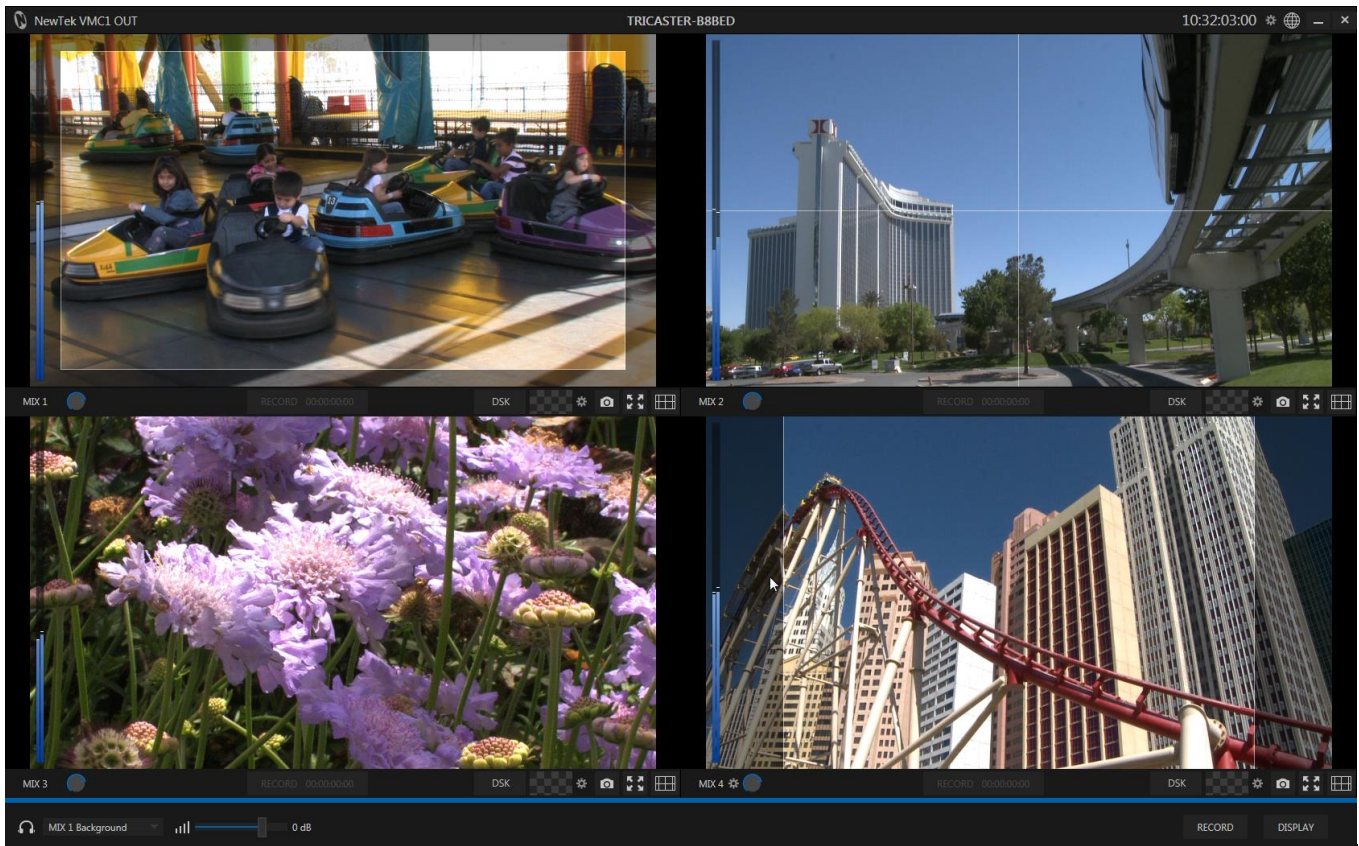 NewTek VMC1 OUT
TRICASTER-B8BED
10:32:03:00
13
MIX 1
RECORD 00:00:00:00
DSK
MIX 2
RECORD 00:00:00:00
DSK
MIX 3
RECORD 00:00:00:00
DSK
MIX 4
RECORD 00:00:00:00
DSK
MIX 1 Background
0 dB
RECORD
DISPLAY